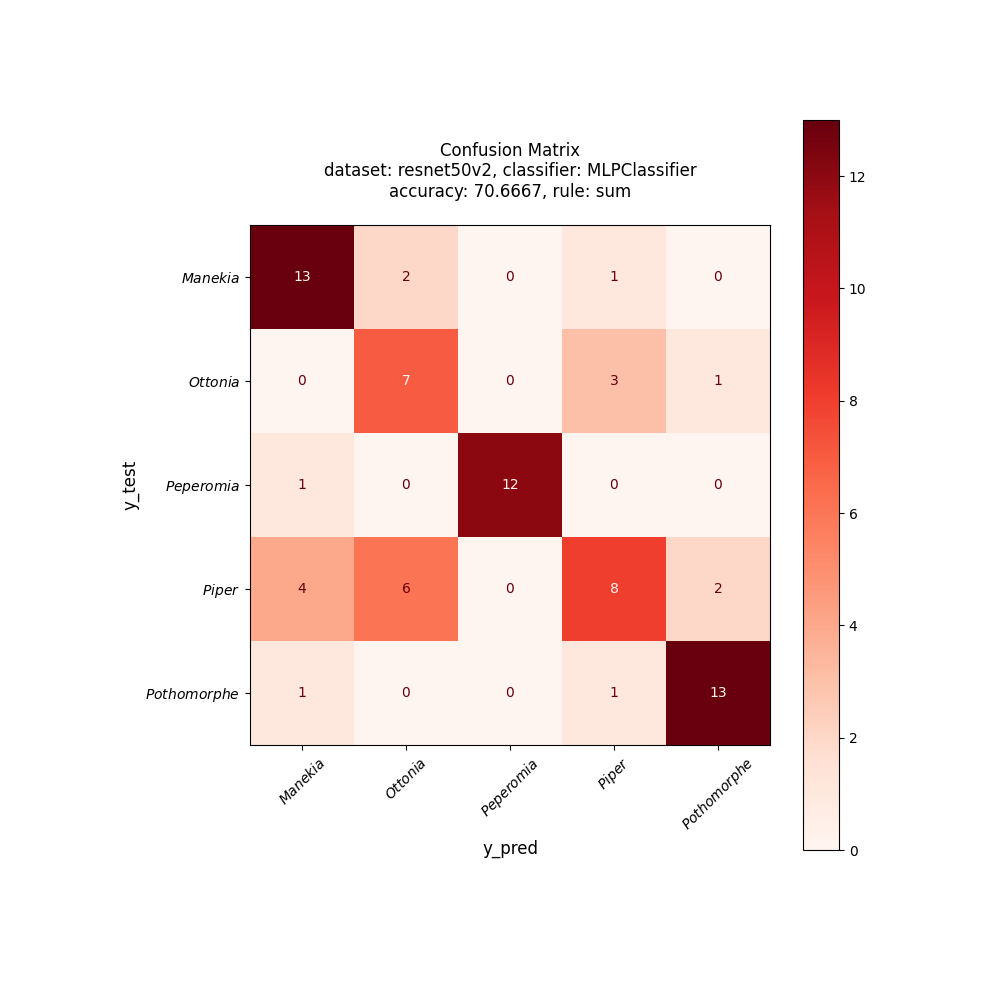 Confusion Matrix
dataset: resnet50v2, classifier: MLPClassifier
accuracy: 70.6667, rule: sum
Manekia 13 2 0 1 0
Ottonia 0 7 0 3 1
Peperomia 1 0 12 0 0
Piper 4 6 0 8 2
Pothomorphe 1 0 0 1 13
y_test
Manekia Ottonia Peperomia Piper Pothomorphe
y_pred
12
10
8
6
4
2
0